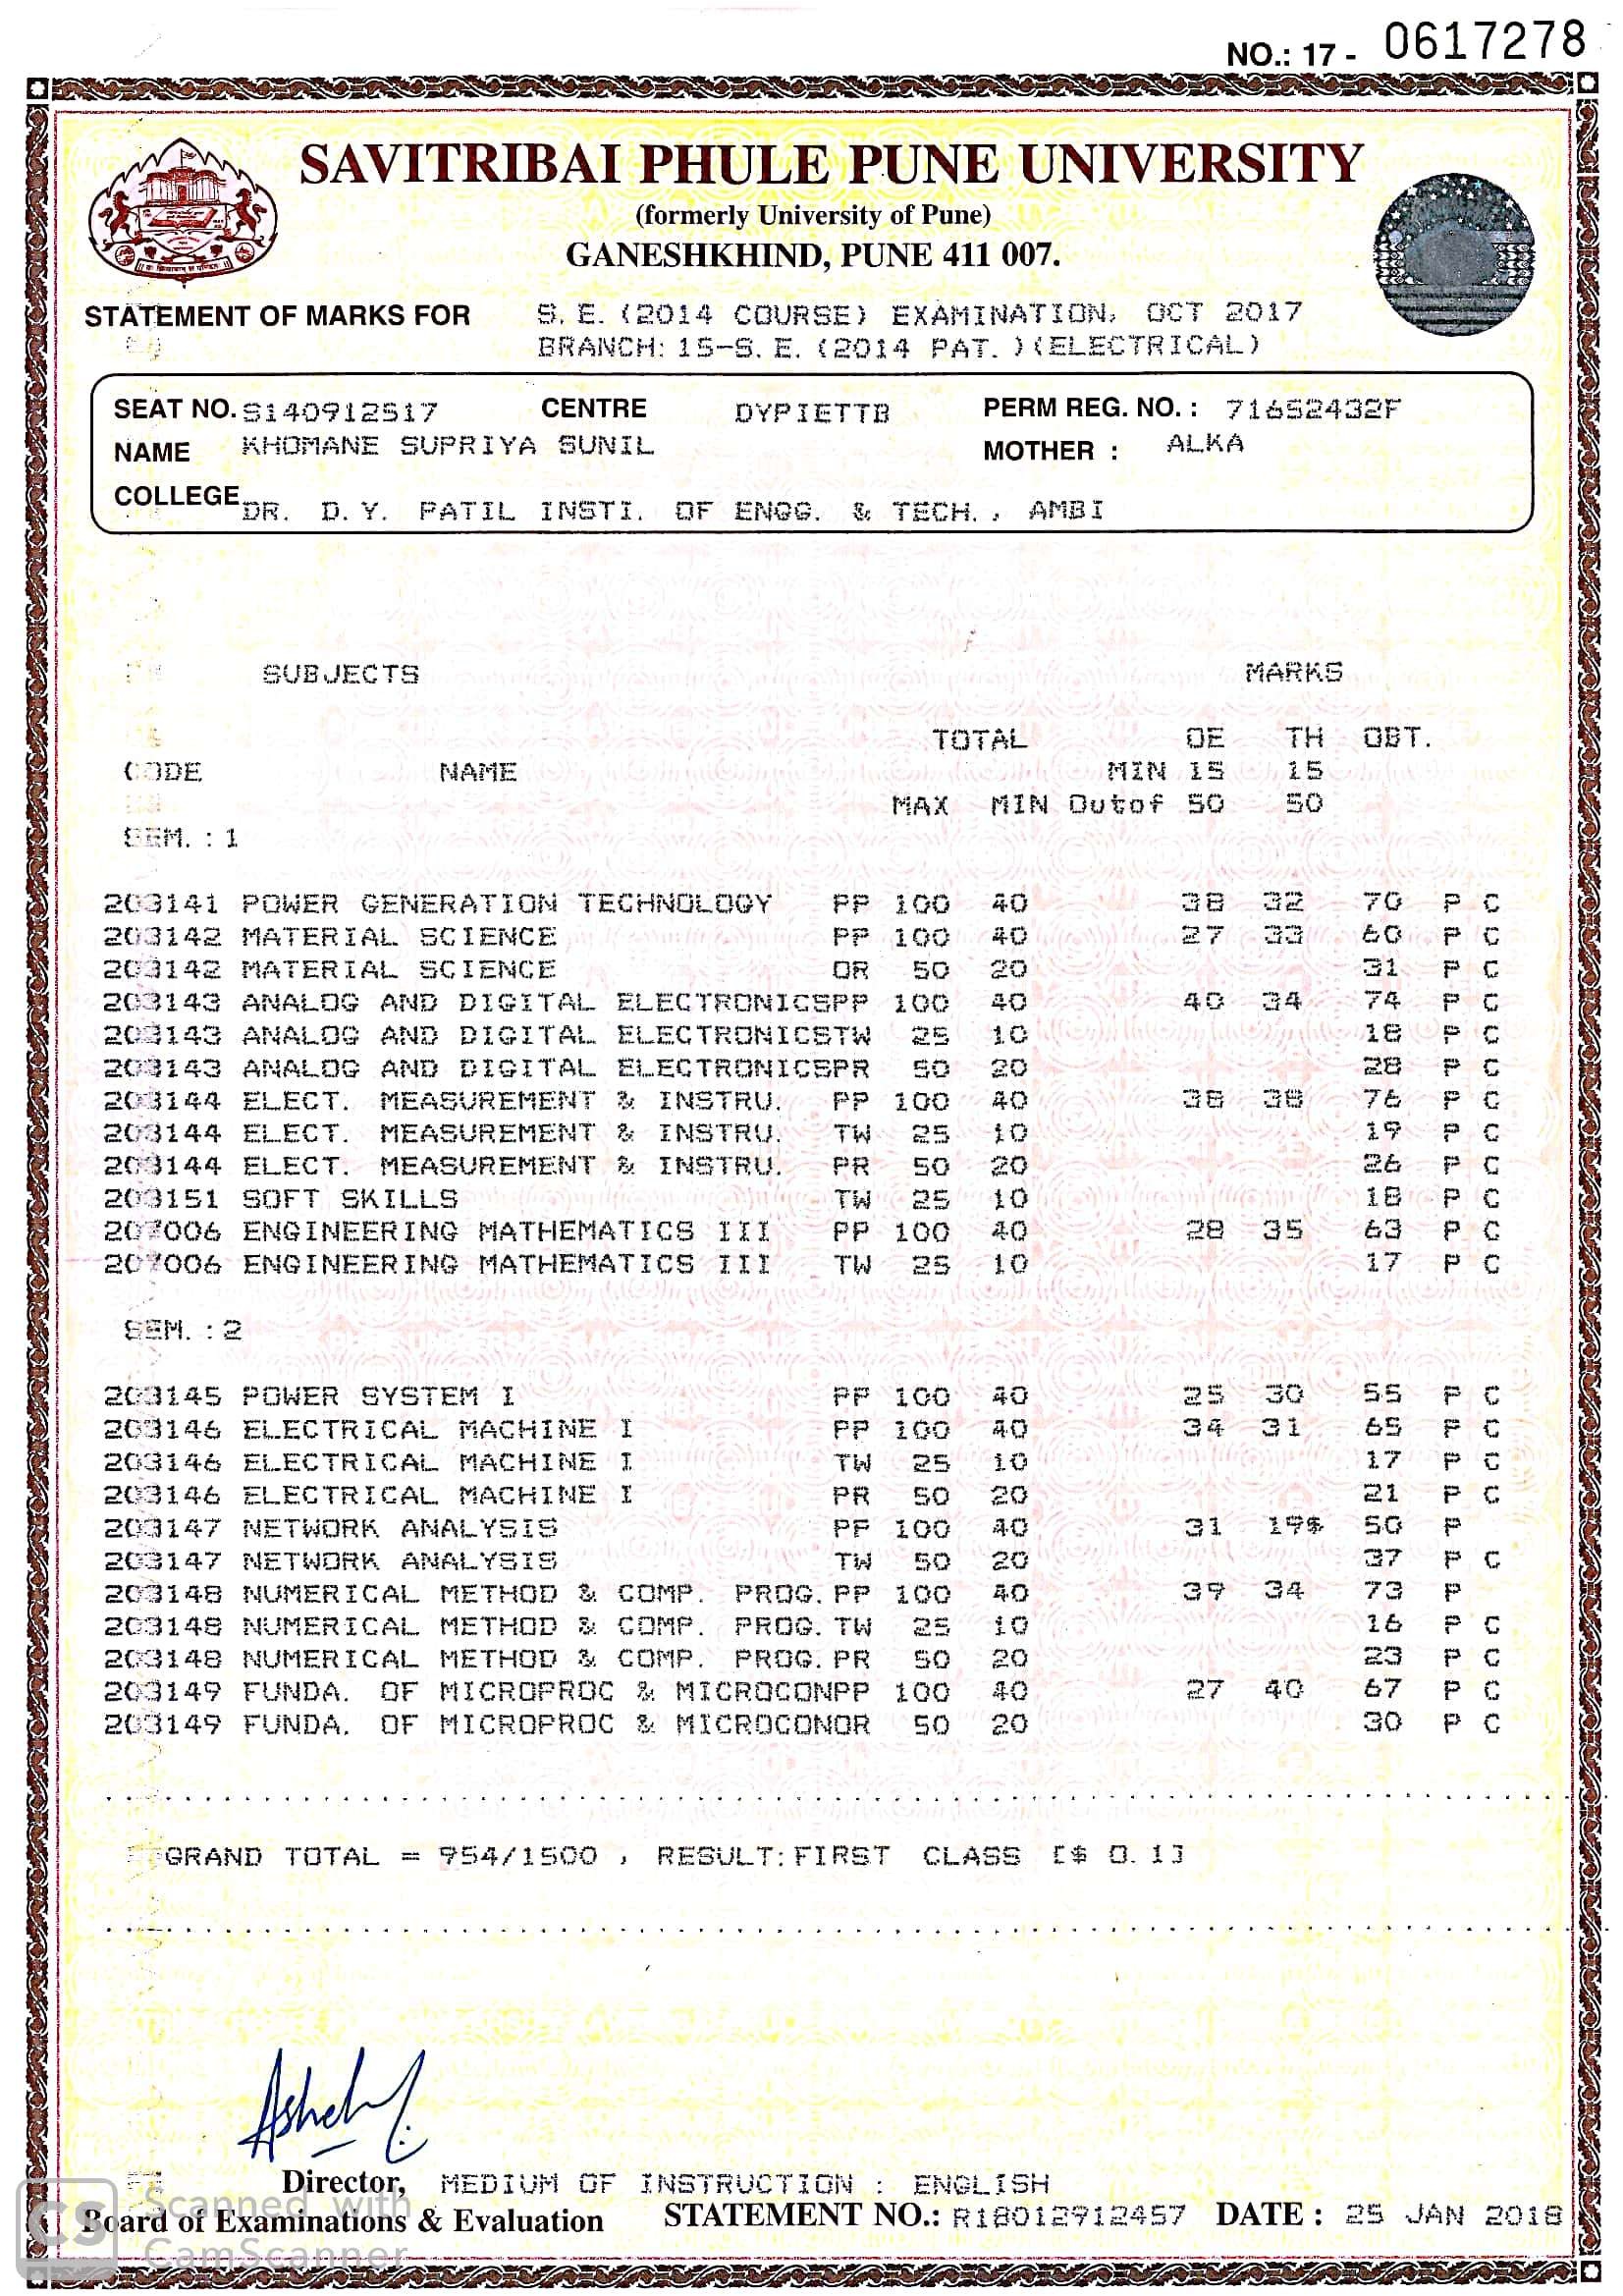 NO.: 17 - 0617278
SAVITRIBAI PHULE PUNE UNIVERSITY
(formerly University of Pune)
GANESHKHIND, PUNE 411 007.
STATEMENT OF MARKS FOR S.E.(2014 COURSE) EXAMINATION, OCT 2017
BRANCH: 15-S.E.(2014 PAT.)(ELECTRICAL)
SEAT NO. S140912517 CENTRE DYPIETTB PERM REG. NO. : 71652432F
NAME KHOMANE SUPRIYA SUNIL MOTHER : ALKA
COLLEGE DR. D.Y. PATIL INSTI. OF ENGG. & TECH., AMBI
SUBJECTS MARKS
TOTAL OE TH OBT.
CODE NAME MIN 15 15
MAX MIN Outof 50 50
SEM. : 1
203141 POWER GENERATION TECHNOLOGY PP 100 40 38 32 70 P C
203142 MATERIAL SCIENCE PP 100 40 27 33 60 P C
203142 MATERIAL SCIENCE OR 50 20 31 P C
203143 ANALOG AND DIGITAL ELECTRONICSPP 100 40 40 34 74 P C
203143 ANALOG AND DIGITAL ELECTRONICSTW 25 10 18 P C
203143 ANALOG AND DIGITAL ELECTRONICSPR 50 20 28 P C
203144 ELECT. MEASUREMENT & INSTRU. PP 100 40 38 38 76 P C
203144 ELECT. MEASUREMENT & INSTRU. TW 25 10 19 P C
203144 ELECT. MEASUREMENT & INSTRU. PR 50 20 26 P C
203151 SOFT SKILLS TW 25 10 18 P C
207006 ENGINEERING MATHEMATICS III PP 100 40 28 35 63 P C
207006 ENGINEERING MATHEMATICS III TW 25 10 17 P C
SEM. : 2
203145 POWER SYSTEM I PP 100 40 25 30 55 P C
203146 ELECTRICAL MACHINE I PP 100 40 34 31 65 P C
203146 ELECTRICAL MACHINE I TW 25 10 17 P C
203146 ELECTRICAL MACHINE I PR 50 20 21 P C
203147 NETWORK ANALYSIS PP 100 40 31 19$ 50 P
203147 NETWORK ANALYSIS TW 50 20 37 P C
203148 NUMERICAL METHOD & COMP. PROG. PP 100 40 39 34 73 P
203148 NUMERICAL METHOD & COMP. PROG. TW 25 10 16 P C
203148 NUMERICAL METHOD & COMP. PROG. PR 50 20 23 P C
203149 FUNDA. OF MICROPROC & MICROCONPP 100 40 27 40 67 P C
203149 FUNDA. OF MICROPROC & MICROCONOR 50 20 30 P C
GRAND TOTAL = 954/1500 , RESULT: FIRST CLASS [$ O.1]
Director, MEDIUM OF INSTRUCTION : ENGLISH
Board of Examinations & Evaluation STATEMENT NO.: R18012912457 DATE : 25 JAN 2018
CS Scanned with
CamScanner